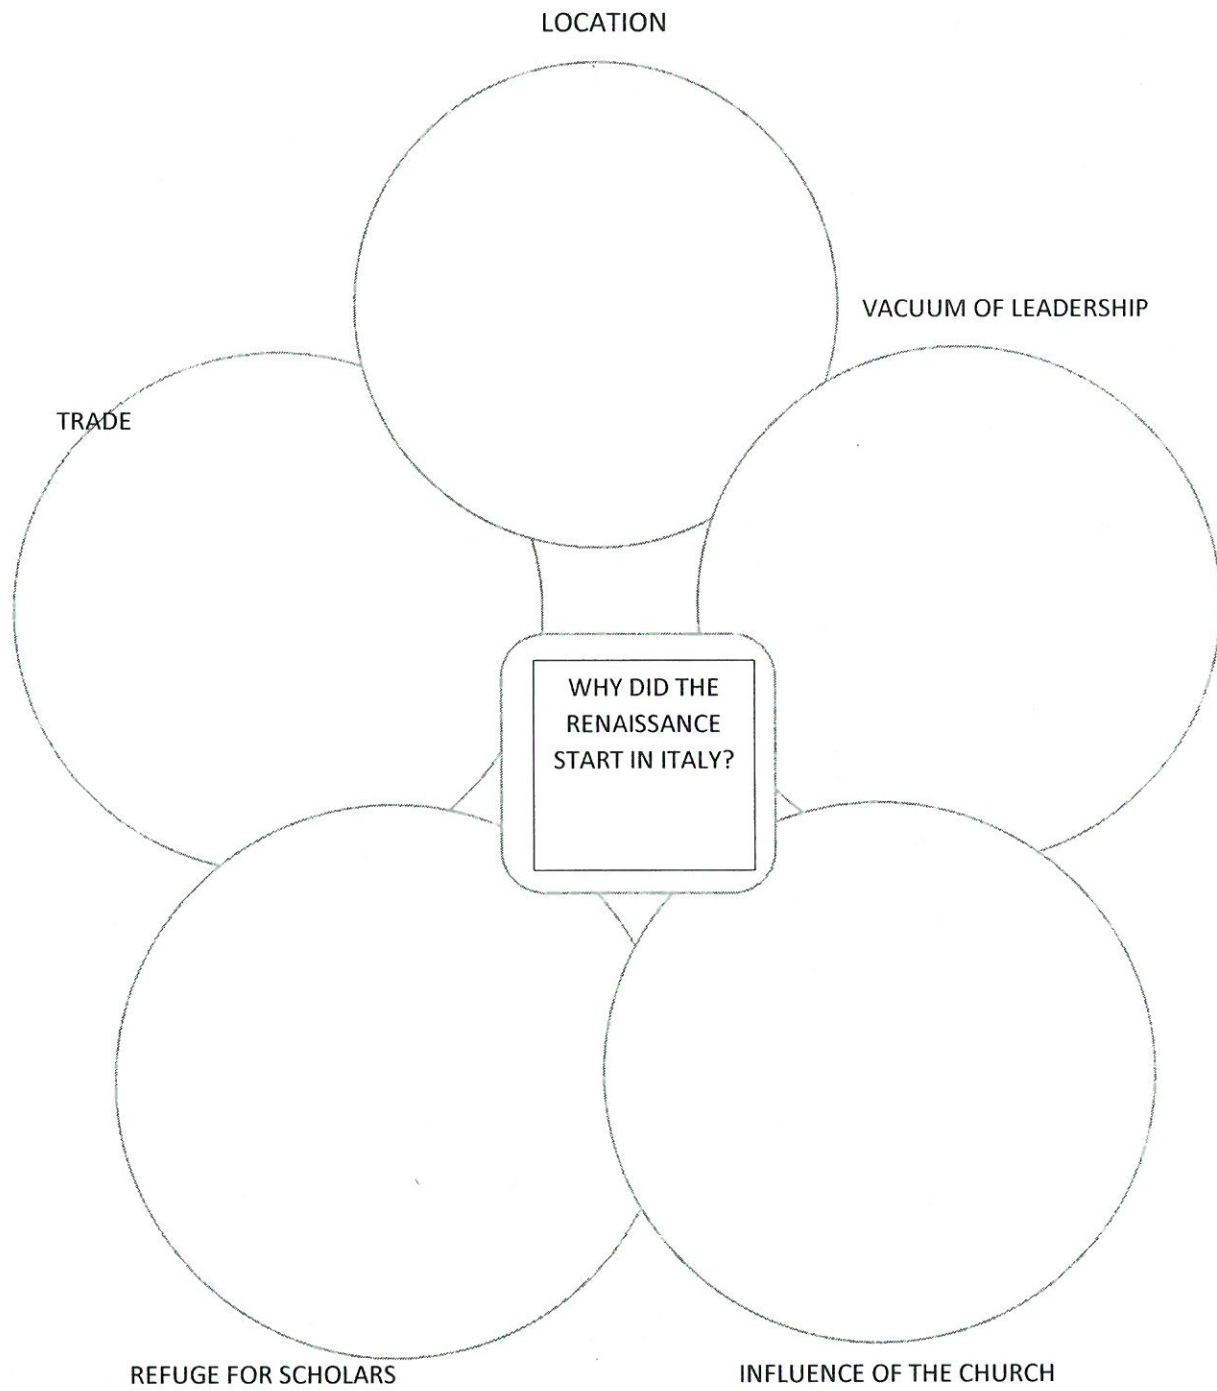 LOCATION
VACUUM OF LEADERSHIP
TRADE
WHY DID THE
RENAISSANCE
START IN ITALY?
REFUGE FOR SCHOLARS
INFLUENCE OF THE CHURCH